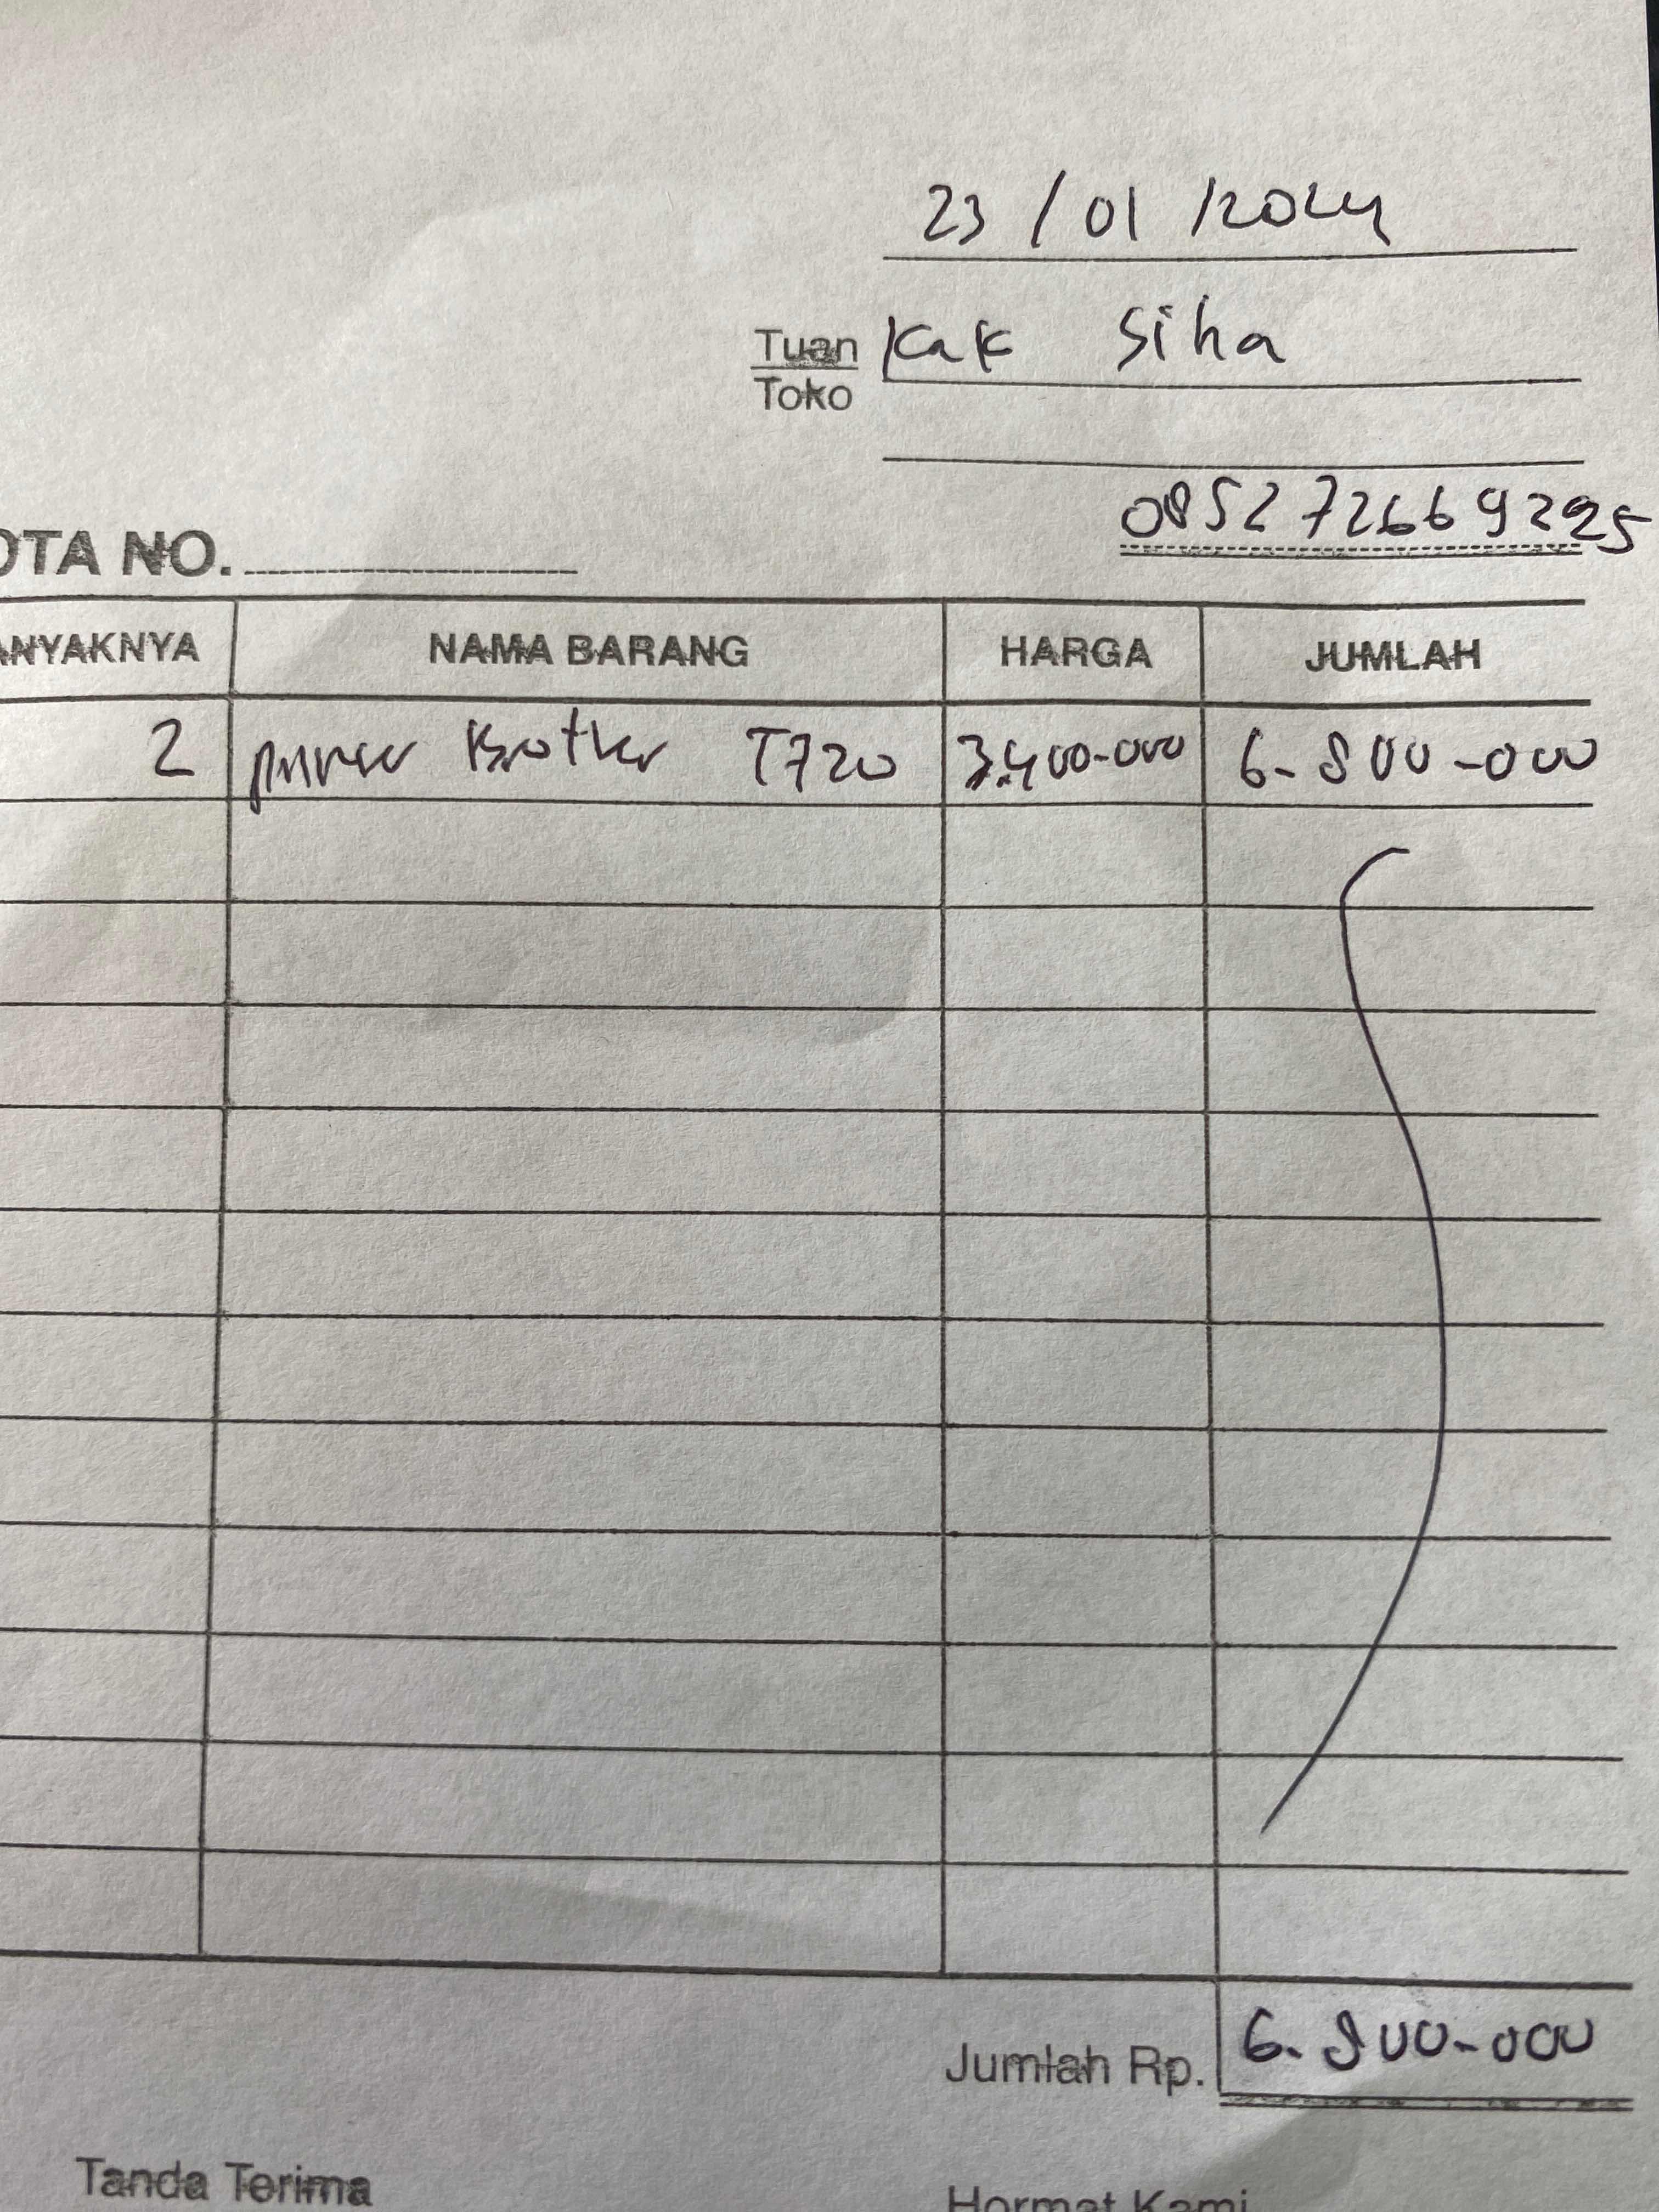 23 / 01 / 2024
Tuan Kak Siha
Toko
085272669295
OTA NO.
ANYAKNYA NAMA BARANG HARGA JUMLAH
2 printer Brother T720 3.400-000 6-800-000
Jumlah Rp. 6-800-000
Tanda Terima
Hormat Kami